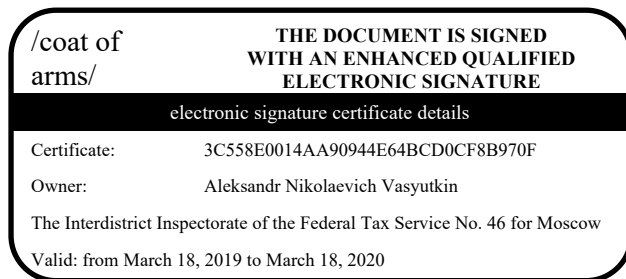 /coat of arms/
THE DOCUMENT IS SIGNED
WITH AN ENHANCED QUALIFIED
ELECTRONIC SIGNATURE
electronic signature certificate details
Certificate: 3C558E0014AA90944E64BCD0CF8B970F
Owner: Aleksandr Nikolaevich Vasyutkin
The Interdistrict Inspectorate of the Federal Tax Service No. 46 for Moscow
Valid: from March 18, 2019 to March 18, 2020